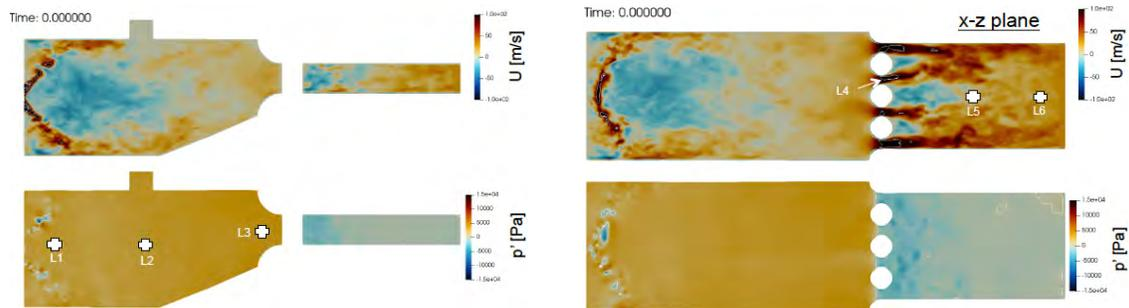 Time: 0.000000
1.0e+02
50
0
-50
-1.0e+02
U [m/s]
L1
L2
L3
1.5e+04
10000
5000
0
-5000
-10000
-1.5e+04
p' [Pa]
Time: 0.000000
x-z plane
L4
L5
L6
1.0e+02
50
0
-50
-1.0e+02
U [m/s]
1.5e+04
10000
5000
0
-5000
-10000
-1.5e+04
p' [Pa]